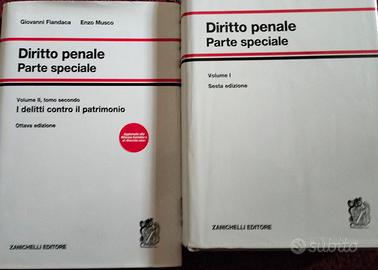 Giovanni Fiandaca Enzo Musco
Diritto penale
Parte speciale
Volume II, tomo secondo
I delitti contro il patrimonio
Ottava edizione
ZANICHELLI EDITORE
Diritto penale
Parte speciale
Volume I
Sesta edizione
ZANICHELLI EDITORE
subito